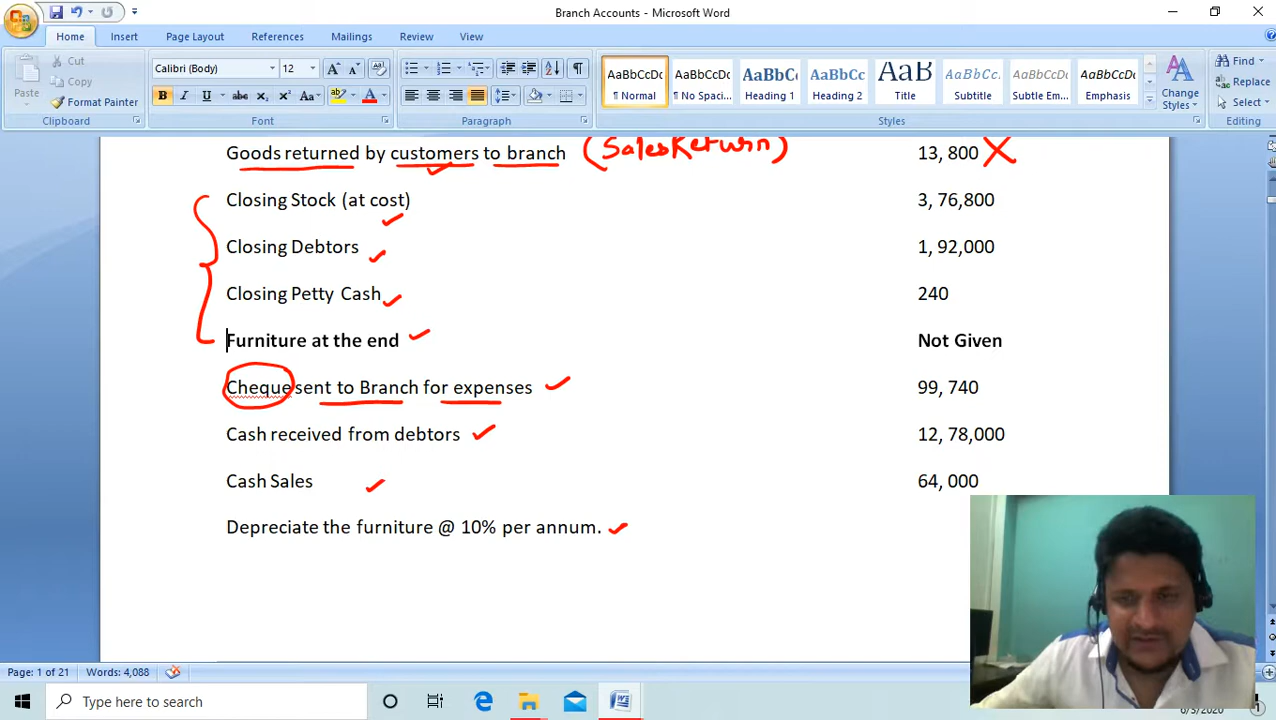 Branch Accounts - Microsoft Word
Home Insert Page Layout References Mailings Review View
Cut
Copy
Paste
Format Painter
Clipboard
Calibri (Body) 12
Font
Paragraph
AaBbCcDc AaBbCcDc AaBbCc AaBbCc AaB AaBbCc. AaBbCcDc AaBbCcDc
¶ Normal ¶ No Spaci... Heading 1 Heading 2 Title Subtitle Subtle Em... Emphasis
Change Styles
Styles
Find
Replace
Select
Editing
Goods returned by customers to branch (Sales Return) 13, 800
Closing Stock (at cost) 3, 76,800
Closing Debtors 1, 92,000
Closing Petty Cash 240
Furniture at the end Not Given
Cheque sent to Branch for expenses 99, 740
Cash received from debtors 12, 78,000
Cash Sales 64, 000
Depreciate the furniture @ 10% per annum.
Page: 1 of 21 Words: 4,088
Type here to search